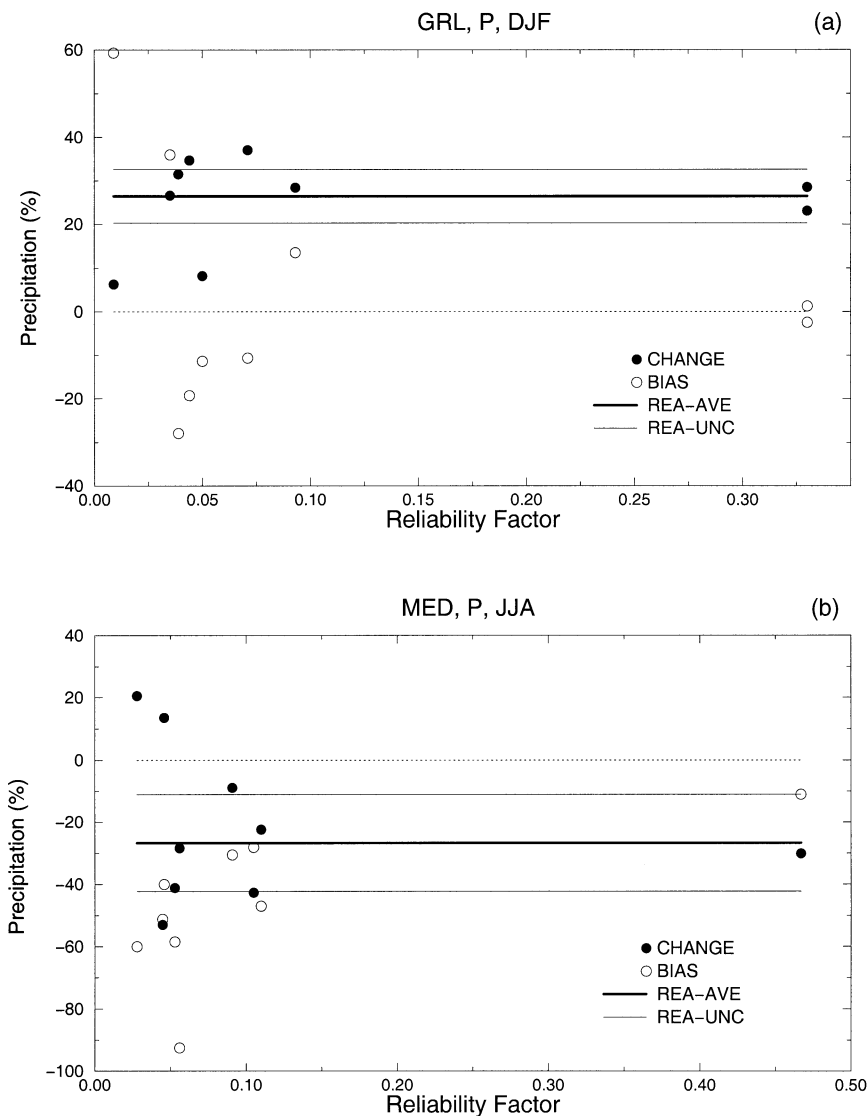 GRL, P, DJF
(a)
60
40
20
0
−20
−40
Precipitation (%)
0.00
0.05
0.10
0.15
0.20
0.25
0.30
Reliability Factor
CHANGE
BIAS
REA−AVE
REA−UNC
MED, P, JJA
(b)
40
20
0
−20
−40
−60
−80
−100
Precipitation (%)
0.00
0.10
0.20
0.30
0.40
0.50
Reliability Factor
CHANGE
BIAS
REA−AVE
REA−UNC